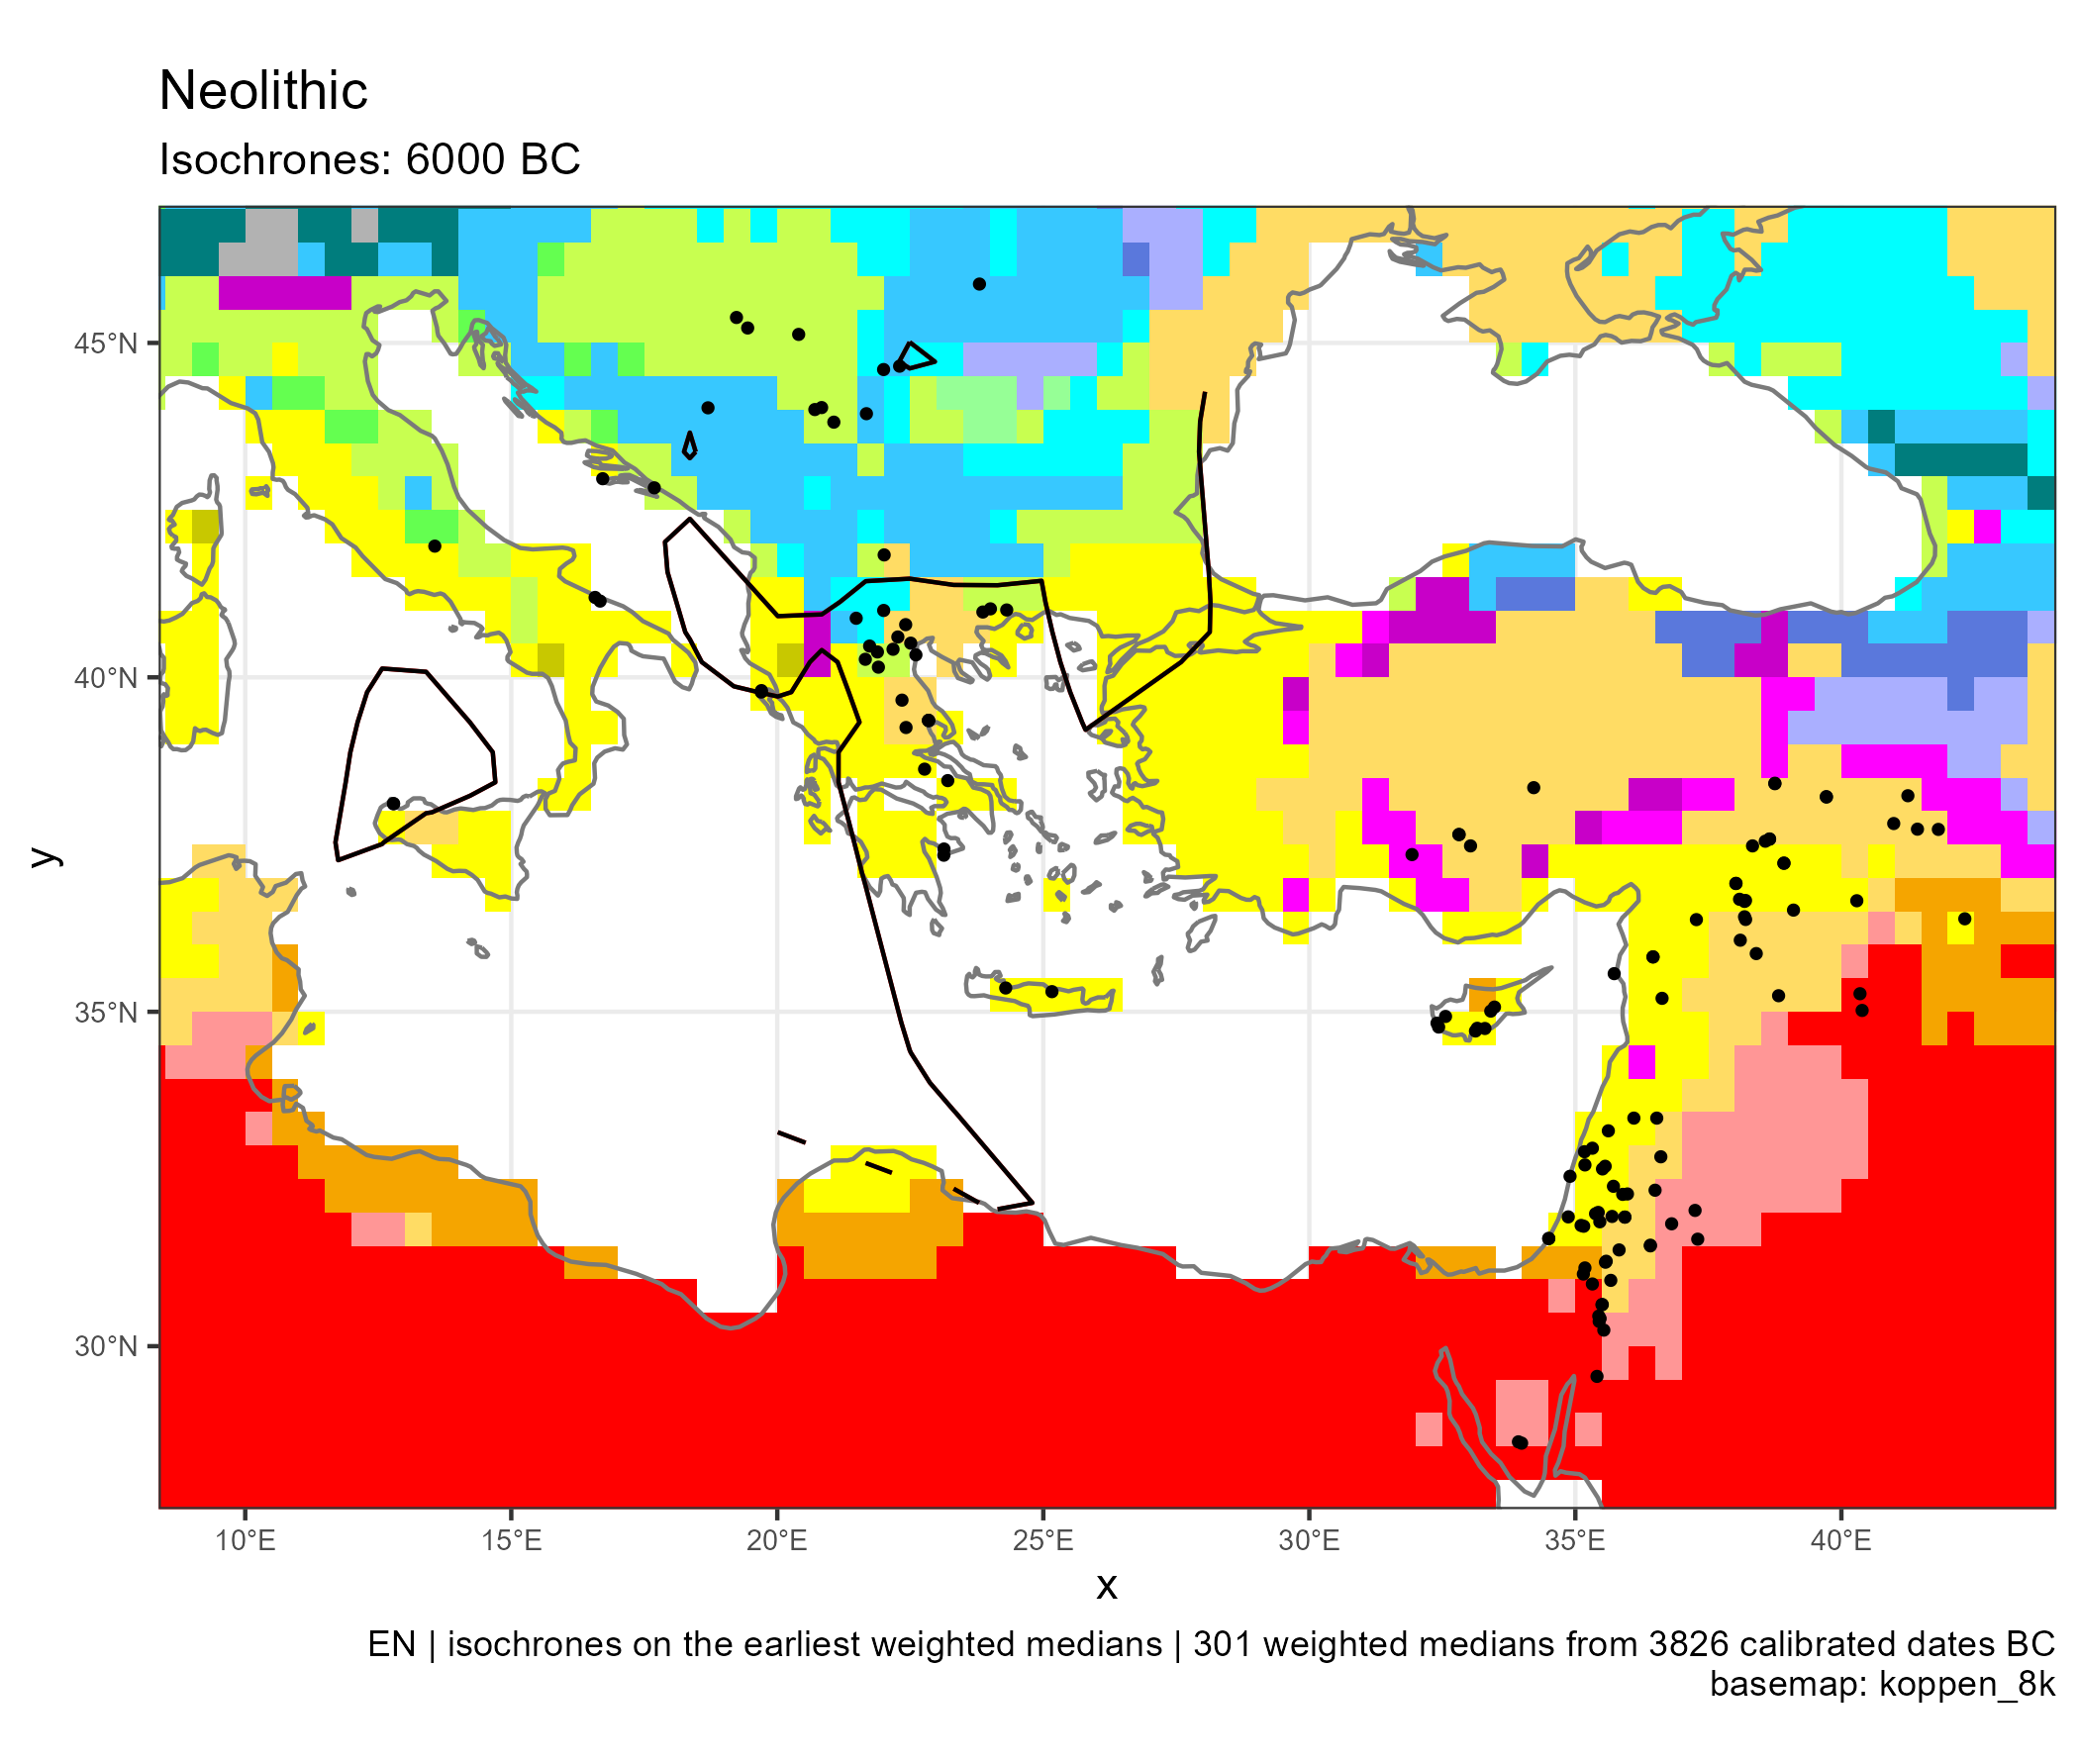 Neolithic
Isochrones: 6000 BC
45°N
40°N
35°N
30°N
y
10°E 15°E 20°E 25°E 30°E 35°E 40°E
x
EN | isochrones on the earliest weighted medians | 301 weighted medians from 3826 calibrated dates BC
basemap: koppen_8k